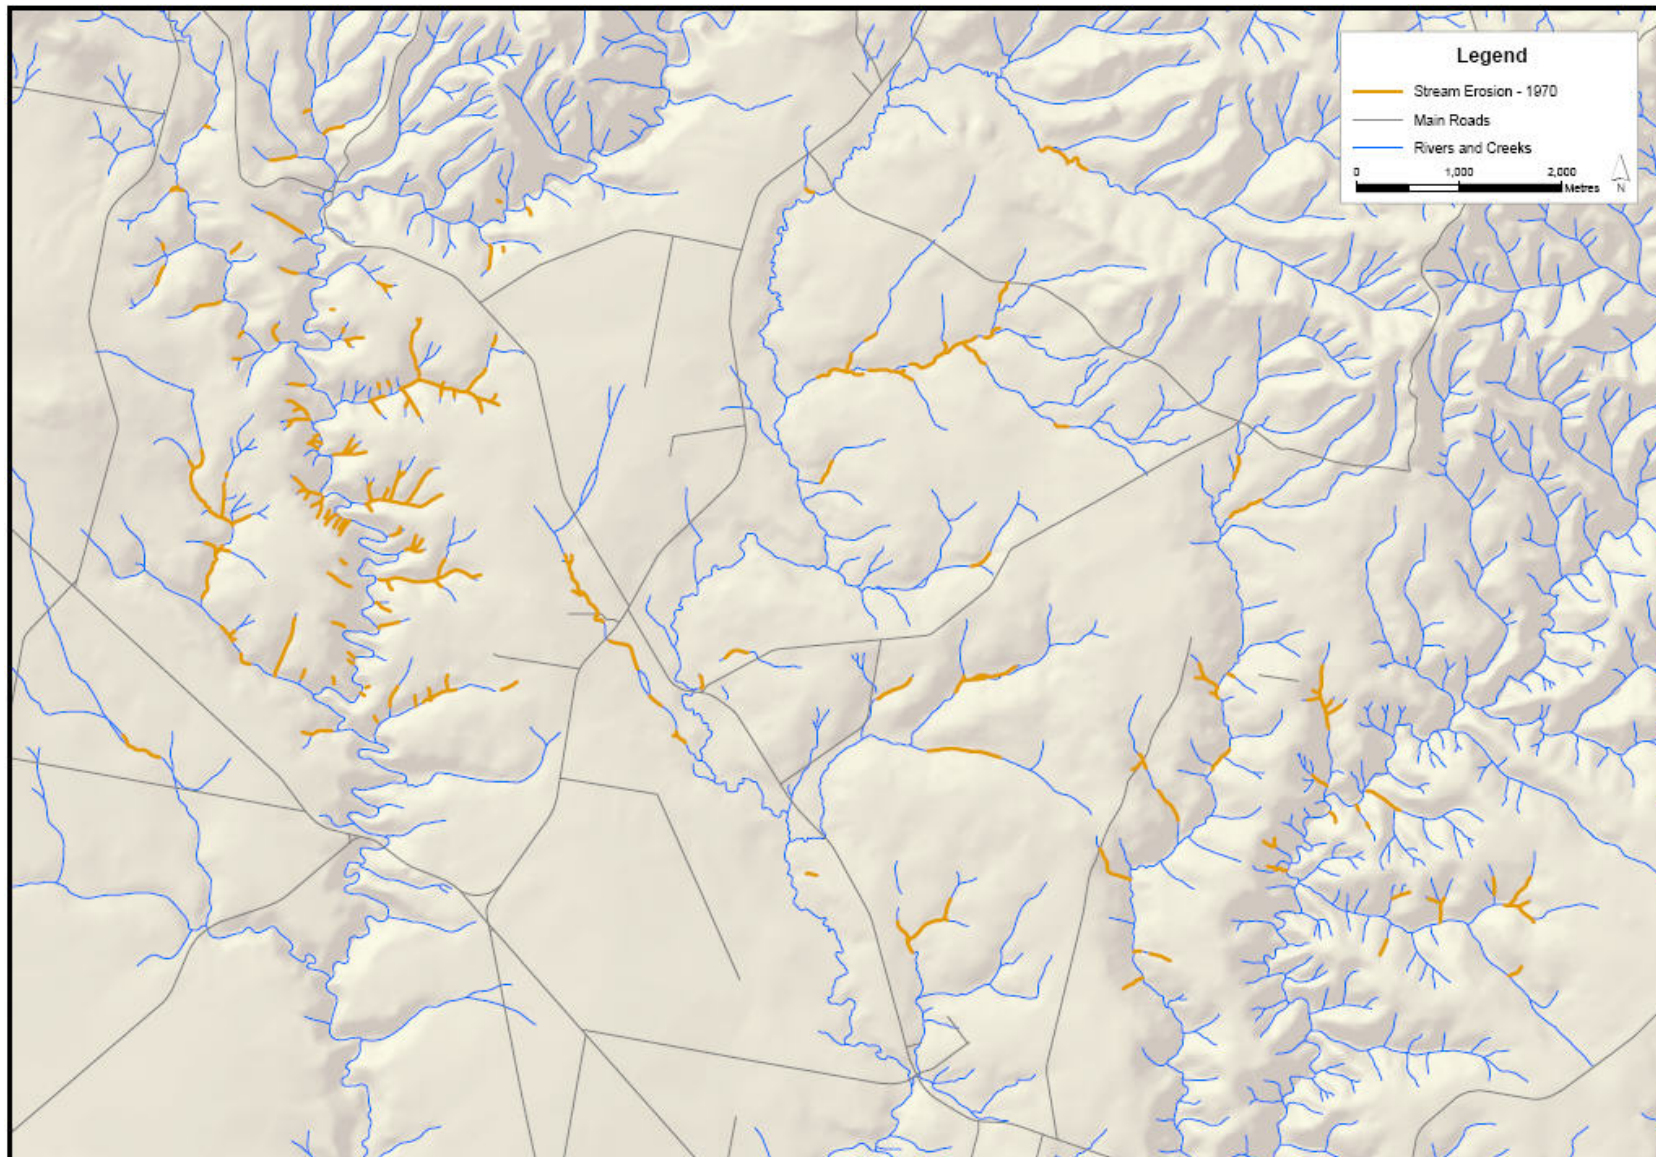 Legend
Stream Erosion - 1970
Main Roads
Rivers and Creeks
0 1,000 2,000
Metres
N